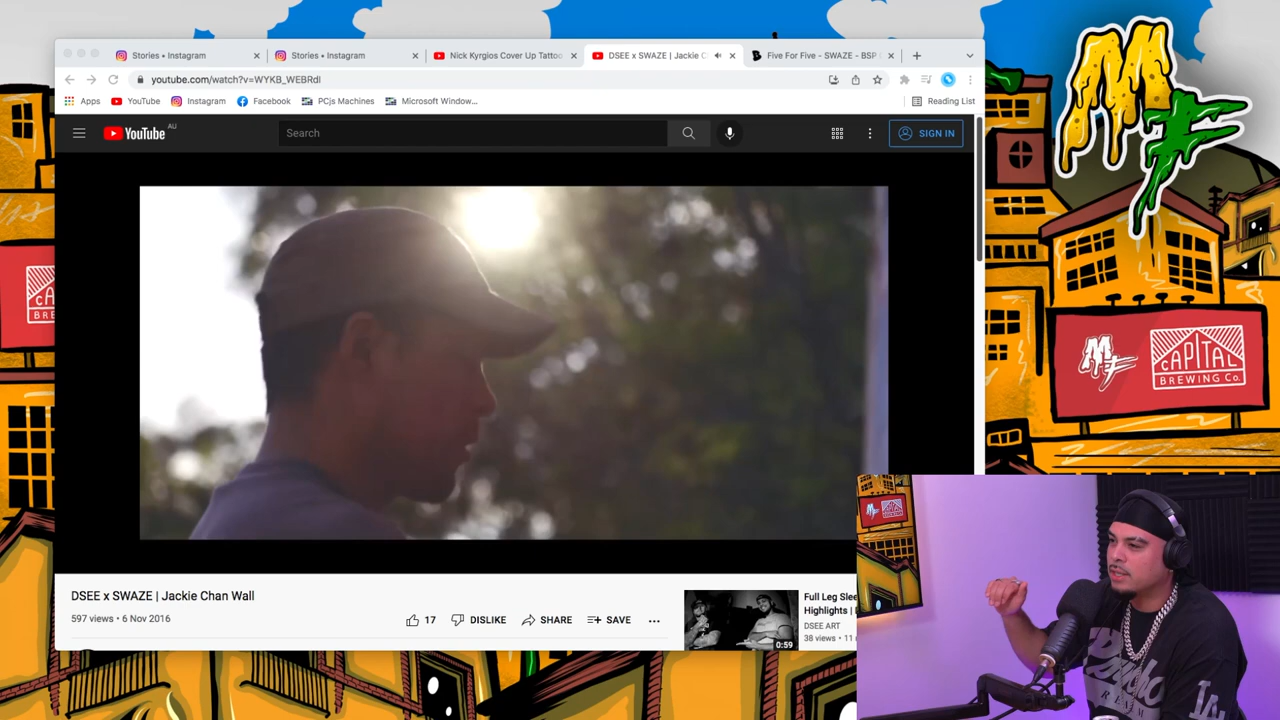 Stories • Instagram
Stories • Instagram
Nick Kyrgios Cover Up Tattoo
DSEE x SWAZE | Jackie C
Five For Five - SWAZE - BSP
youtube.com/watch?v=WYKB_WEBRdI
Apps
YouTube
Instagram
Facebook
PCjs Machines
Microsoft Window...
Reading List
YouTube AU
Search
SIGN IN
MF
CAPITAL
BREWING Co.
DSEE x SWAZE | Jackie Chan Wall
597 views • 6 Nov 2016
17
DISLIKE
SHARE
SAVE
0:59
Full Leg Slee
Highlights |
DSEE ART
38 views • 11